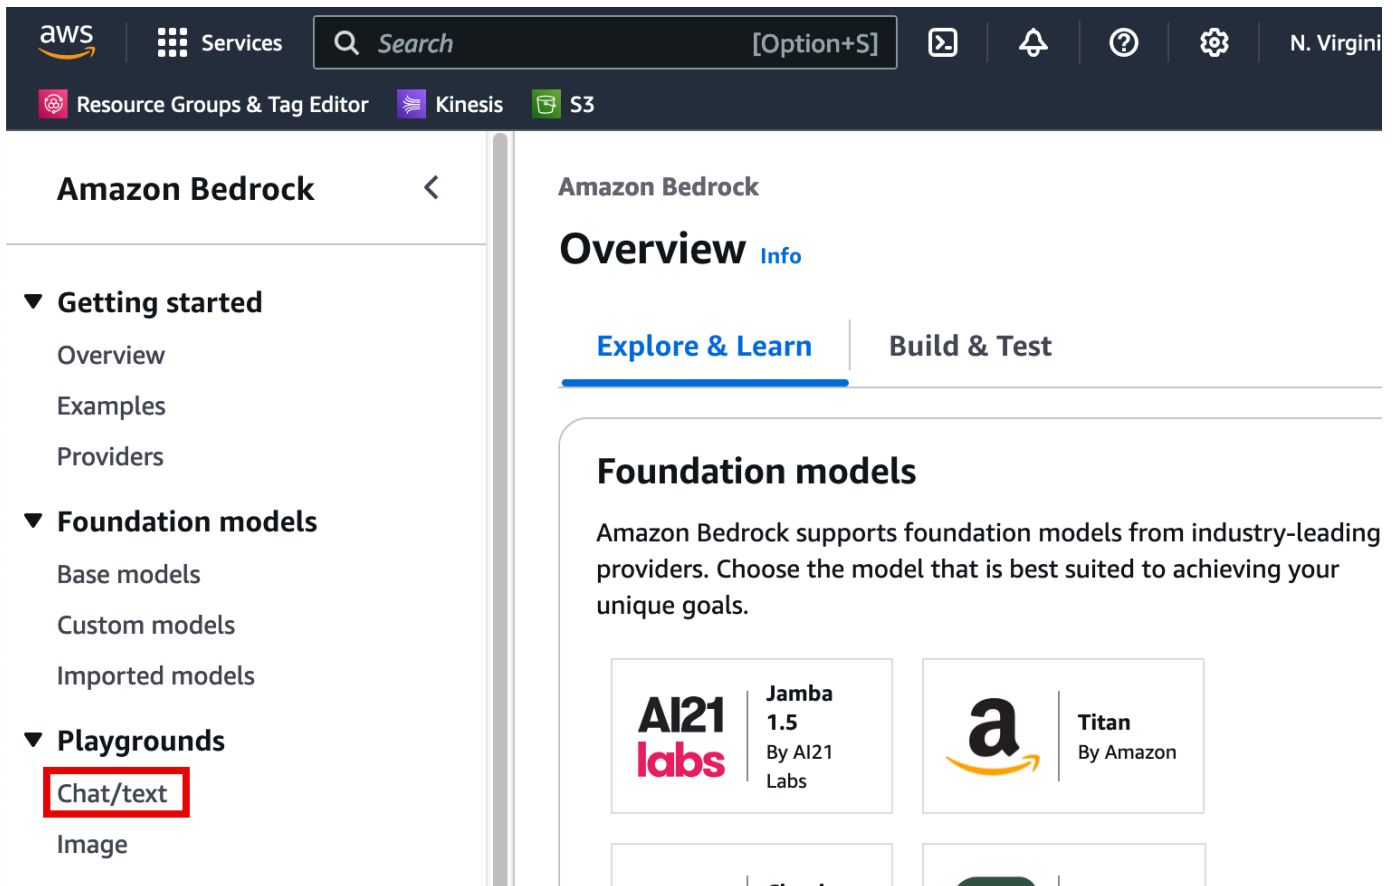 aws
Services
Search
[Option+S]
N. Virgini
Resource Groups & Tag Editor
Kinesis
S3
Amazon Bedrock
Getting started
Overview
Examples
Providers
Foundation models
Base models
Custom models
Imported models
Playgrounds
Chat/text
Image
Amazon Bedrock
Overview Info
Explore & Learn
Build & Test
Foundation models
Amazon Bedrock supports foundation models from industry-leading
providers. Choose the model that is best suited to achieving your
unique goals.
AI21
labs
Jamba
1.5
By AI21
Labs
a
Titan
By Amazon